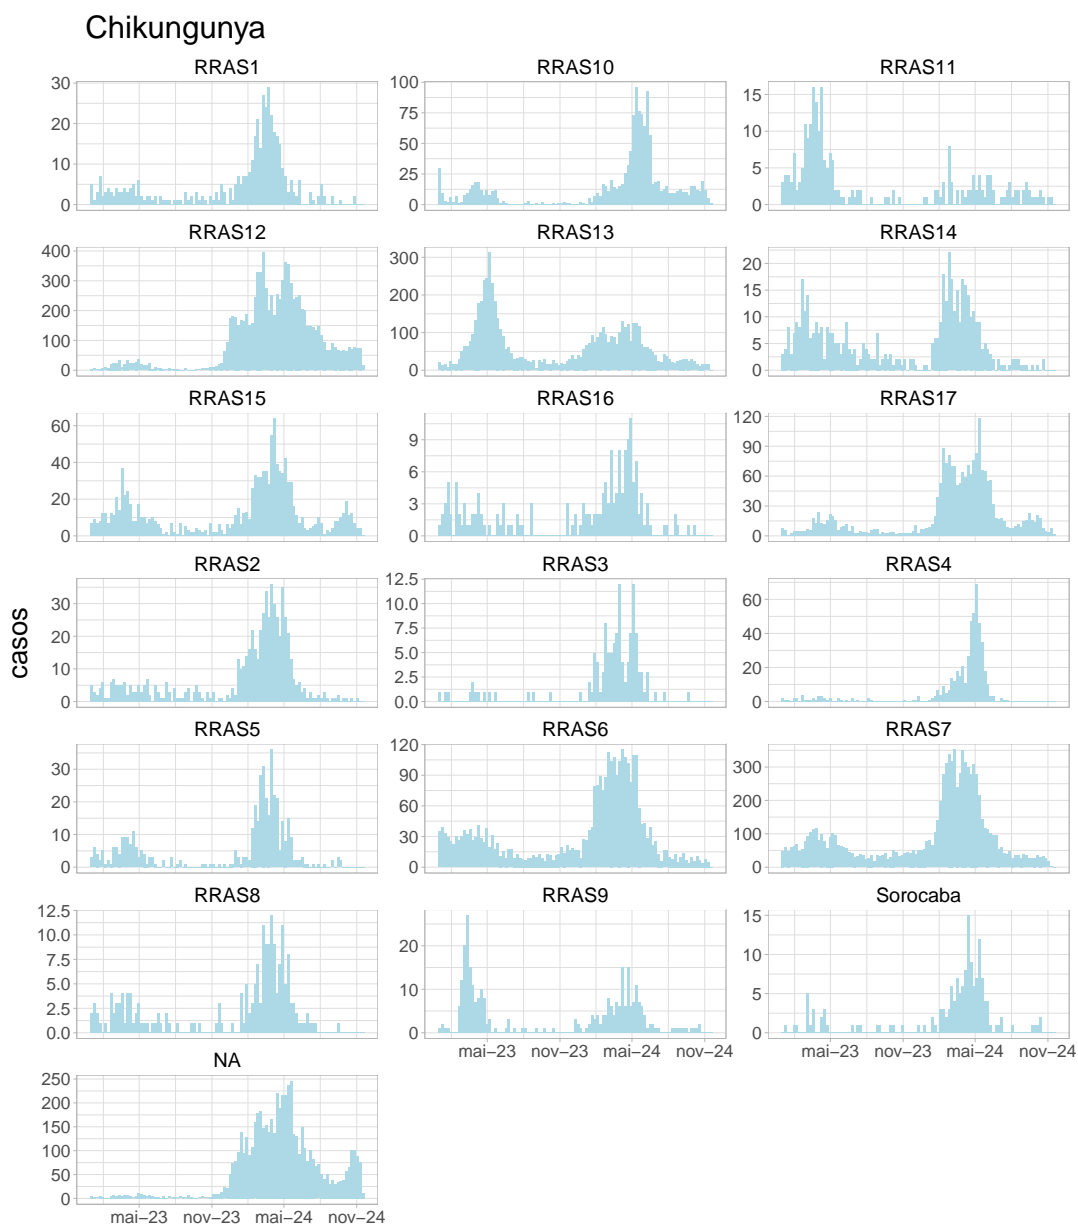 Chikungunya
RRAS1 RRAS10 RRAS11
30 20 10 0
100 75 50 25 0
15 10 5 0
RRAS12 RRAS13 RRAS14
400 300 200 100 0
300 200 100 0
20 15 10 5 0
RRAS15 RRAS16 RRAS17
60 40 20 0
9 6 3 0
120 90 60 30 0
RRAS2 RRAS3 RRAS4
30 20 10 0
12.5 10.0 7.5 5.0 2.5 0.0
60 40 20 0
casos
RRAS5 RRAS6 RRAS7
30 20 10 0
120 90 60 30 0
300 200 100 0
RRAS8 RRAS9 Sorocaba
12.5 10.0 7.5 5.0 2.5 0.0
20 10 0
15 10 5 0
mai–23 nov–23 mai–24 nov–24
mai–23 nov–23 mai–24 nov–24
NA
250 200 150 100 50 0
mai–23 nov–23 mai–24 nov–24